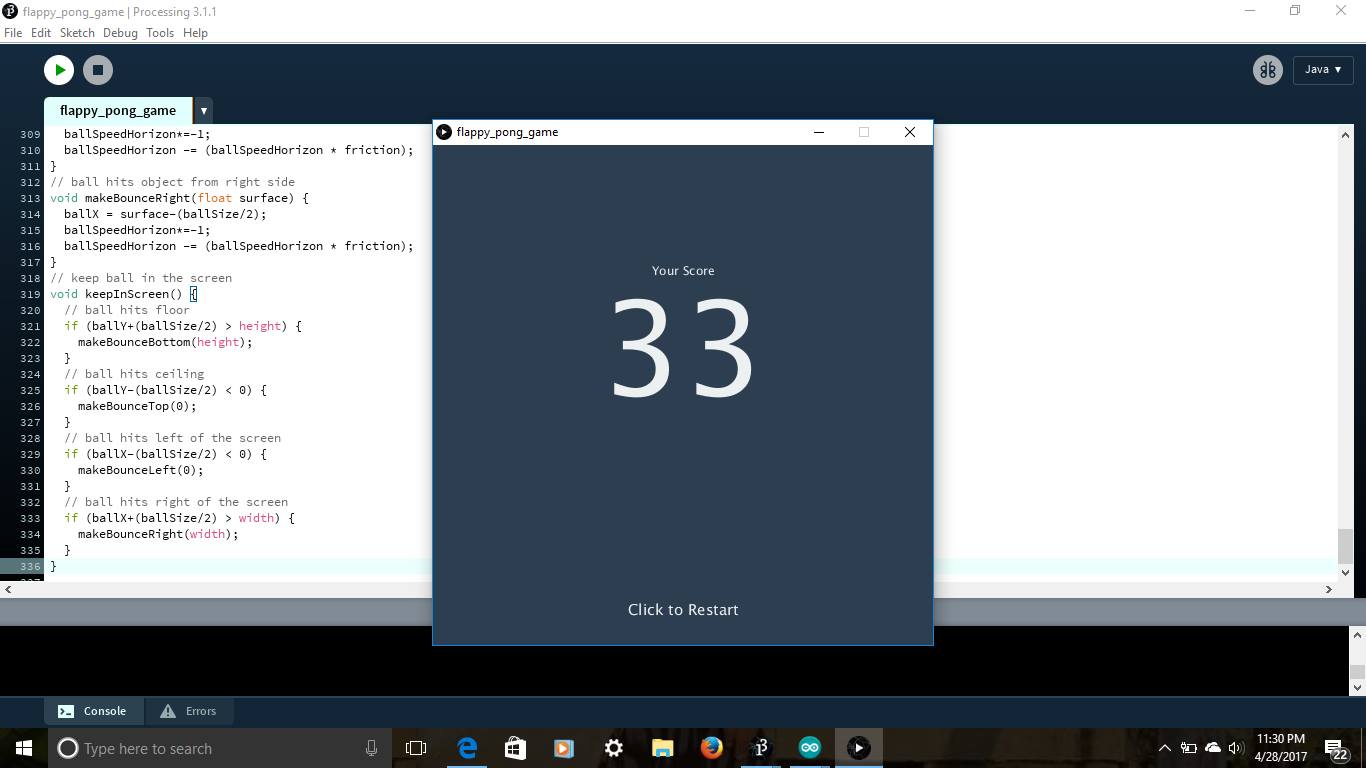 flappy_pong_game | Processing 3.1.1
File Edit Sketch Debug Tools Help
Java ▼
flappy_pong_game ▼
309 ballSpeedHorizon*=-1;
310 ballSpeedHorizon -= (ballSpeedHorizon * friction);
311 }
312 // ball hits object from right side
313 void makeBounceRight(float surface) {
314 ballX = surface-(ballSize/2);
315 ballSpeedHorizon*=-1;
316 ballSpeedHorizon -= (ballSpeedHorizon * friction);
317 }
318 // keep ball in the screen
319 void keepInScreen() {
320 // ball hits floor
321 if (ballY+(ballSize/2) > height) {
322 makeBounceBottom(height);
323 }
324 // ball hits ceiling
325 if (ballY-(ballSize/2) < 0) {
326 makeBounceTop(0);
327 }
328 // ball hits left of the screen
329 if (ballX-(ballSize/2) < 0) {
330 makeBounceLeft(0);
331 }
332 // ball hits right of the screen
333 if (ballX+(ballSize/2) > width) {
334 makeBounceRight(width);
335 }
336 }
flappy_pong_game
Your Score
33
Click to Restart
Console Errors
Type here to search
11:30 PM
4/28/2017
22